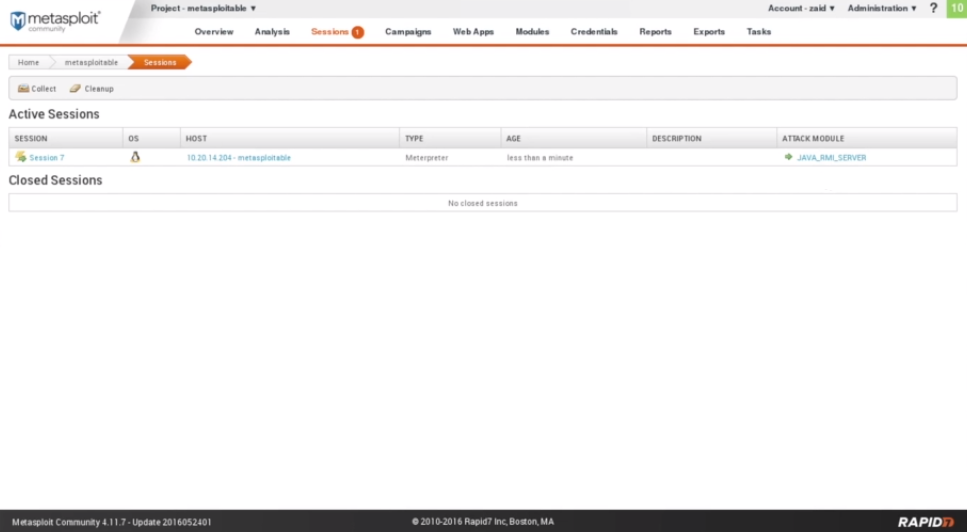 metasploit®
community
Project - metasploitable ▼
Account - zaid ▼ Administration ▼ ? 10
Overview Analysis Sessions 1 Campaigns Web Apps Modules Credentials Reports Exports Tasks
Home metasploitable Sessions
Collect Cleanup
Active Sessions
SESSION OS HOST TYPE AGE DESCRIPTION ATTACK MODULE
Session 7 10.20.14.204 - metasploitable Meterpreter less than a minute JAVA_RMI_SERVER
Closed Sessions
No closed sessions
Metasploit Community 4.11.7 - Update 2016052401 © 2010-2016 Rapid7 Inc, Boston, MA RAPID7